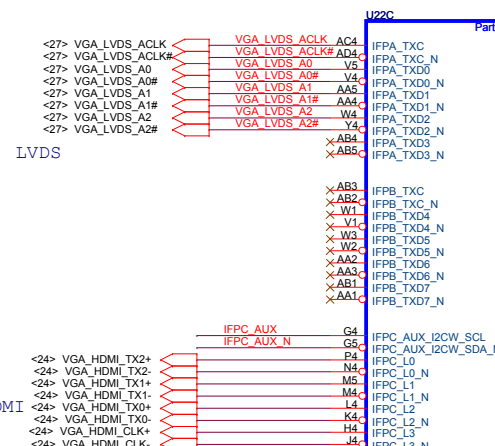 U22C
Part
<27> VGA_LVDS_ACLK VGA_LVDS_ACLK AC4 IFPA_TXC
<27> VGA_LVDS_ACLK# VGA_LVDS_ACLK# AD4 IFPA_TXC_N
<27> VGA_LVDS_A0 VGA_LVDS_A0 V5 IFPA_TXD0
<27> VGA_LVDS_A0# VGA_LVDS_A0# V4 IFPA_TXD0_N
<27> VGA_LVDS_A1 VGA_LVDS_A1 AA5 IFPA_TXD1
<27> VGA_LVDS_A1# VGA_LVDS_A1# AA4 IFPA_TXD1_N
<27> VGA_LVDS_A2 VGA_LVDS_A2 W4 IFPA_TXD2
<27> VGA_LVDS_A2# VGA_LVDS_A2# Y4 IFPA_TXD2_N
AB4 IFPA_TXD3
LVDS AB5 IFPA_TXD3_N
AB3 IFPB_TXC
AB2 IFPB_TXC_N
W1 IFPB_TXD4
V1 IFPB_TXD4_N
W3 IFPB_TXD5
W2 IFPB_TXD5_N
AA2 IFPB_TXD6
AA3 IFPB_TXD6_N
AB1 IFPB_TXD7
AA1 IFPB_TXD7_N
IFPC_AUX G4 IFPC_AUX_I2CW_SCL
IFPC_AUX_N G5 IFPC_AUX_I2CW_SDA_N
<24> VGA_HDMI_TX2+ P4 IFPC_L0
<24> VGA_HDMI_TX2- N4 IFPC_L0_N
<24> VGA_HDMI_TX1+ M5 IFPC_L1
<24> VGA_HDMI_TX1- M4 IFPC_L1_N
DMI <24> VGA_HDMI_TX0+ L4 IFPC_L2
<24> VGA_HDMI_TX0- K4 IFPC_L2_N
<24> VGA_HDMI_CLK+ H4 IFPC_L3
<24> VGA_HDMI_CLK- J4 IFPC_L3_N